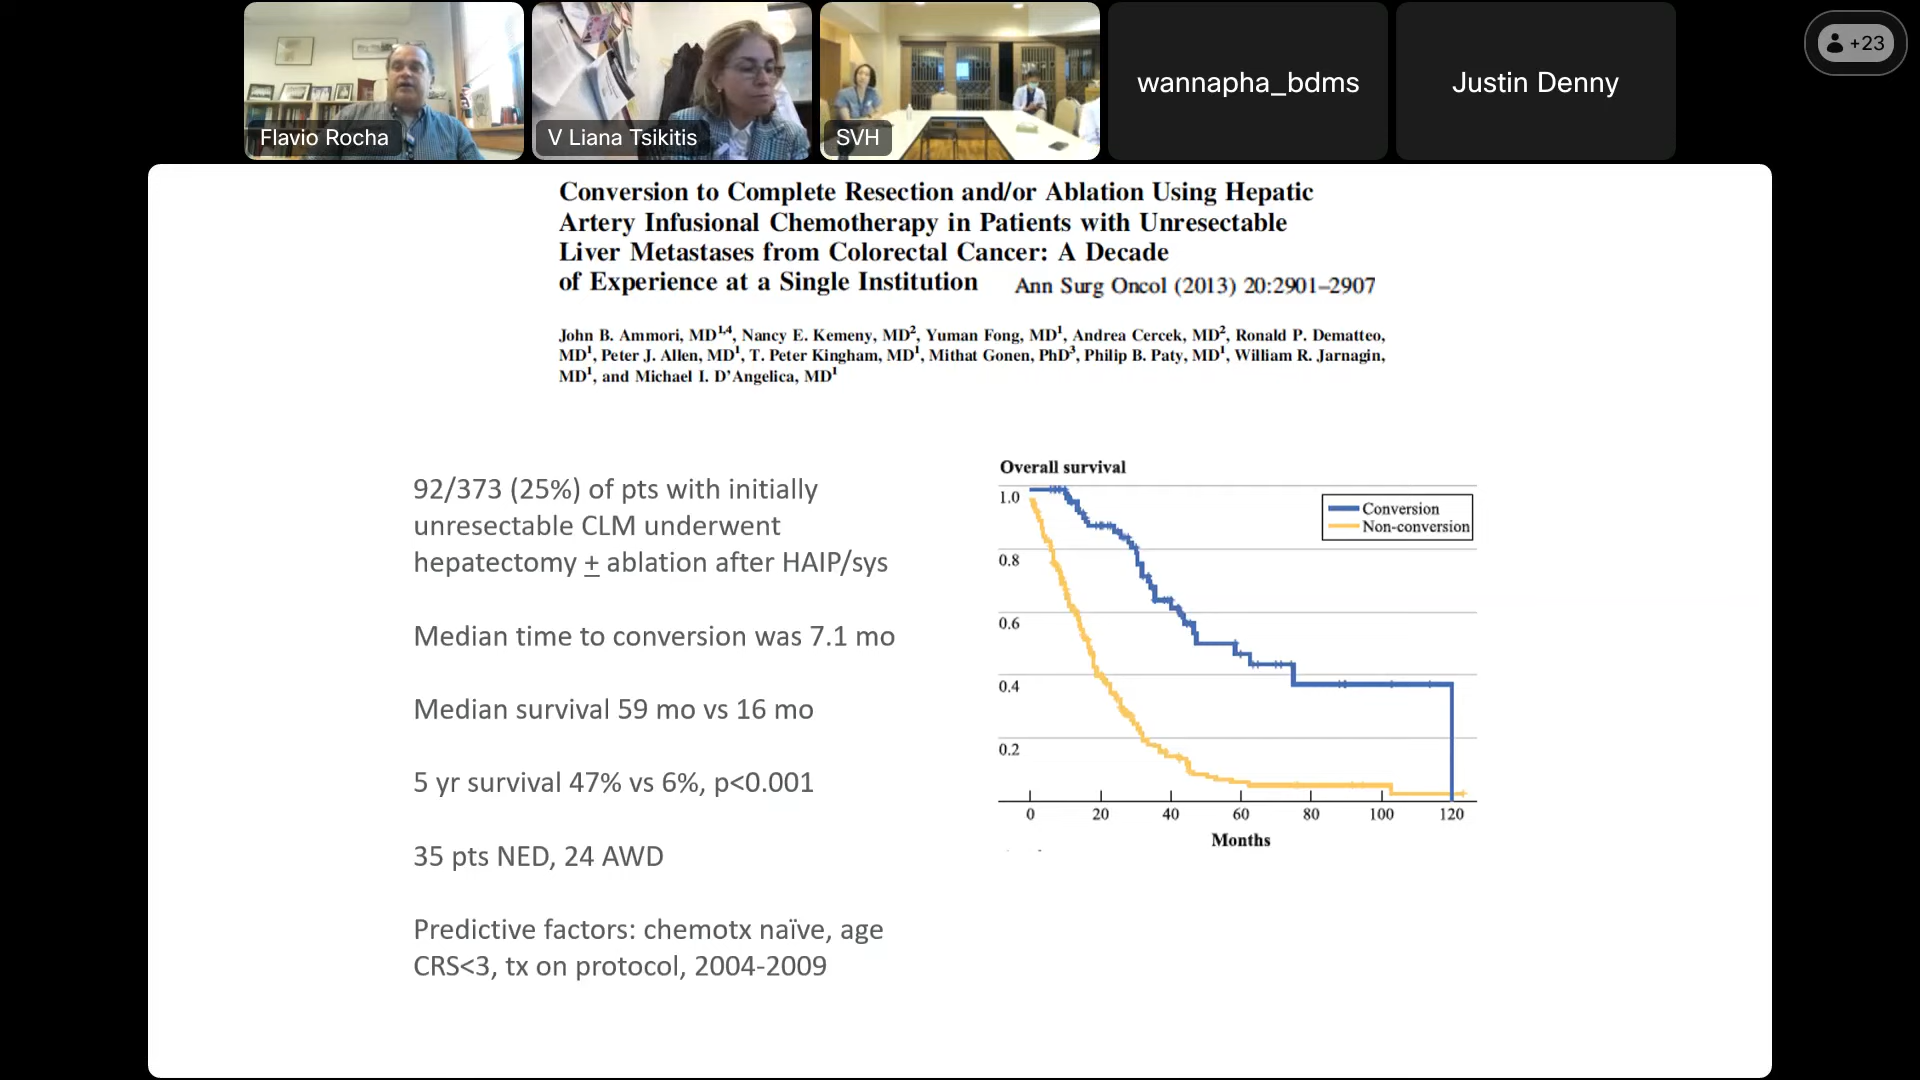 Flavio Rocha
V Liana Tsikitis
SVH
wannapha_bdms
Justin Denny
+23
Conversion to Complete Resection and/or Ablation Using Hepatic
Artery Infusional Chemotherapy in Patients with Unresectable
Liver Metastases from Colorectal Cancer: A Decade
of Experience at a Single Institution Ann Surg Oncol (2013) 20:2901–2907
John B. Ammori, MD1,4, Nancy E. Kemeny, MD2, Yuman Fong, MD1, Andrea Cercek, MD2, Ronald P. Dematteo,
MD1, Peter J. Allen, MD1, T. Peter Kingham, MD1, Mithat Gonen, PhD3, Philip B. Paty, MD1, William R. Jarnagin,
MD1, and Michael I. D'Angelica, MD1
92/373 (25%) of pts with initially
unresectable CLM underwent
hepatectomy ± ablation after HAIP/sys
Median time to conversion was 7.1 mo
Median survival 59 mo vs 16 mo
5 yr survival 47% vs 6%, p<0.001
35 pts NED, 24 AWD
Predictive factors: chemotx naïve, age
CRS<3, tx on protocol, 2004-2009
Overall survival
Conversion
Non-conversion
1.0
0.8
0.6
0.4
0.2
0 20 40 60 80 100 120
Months